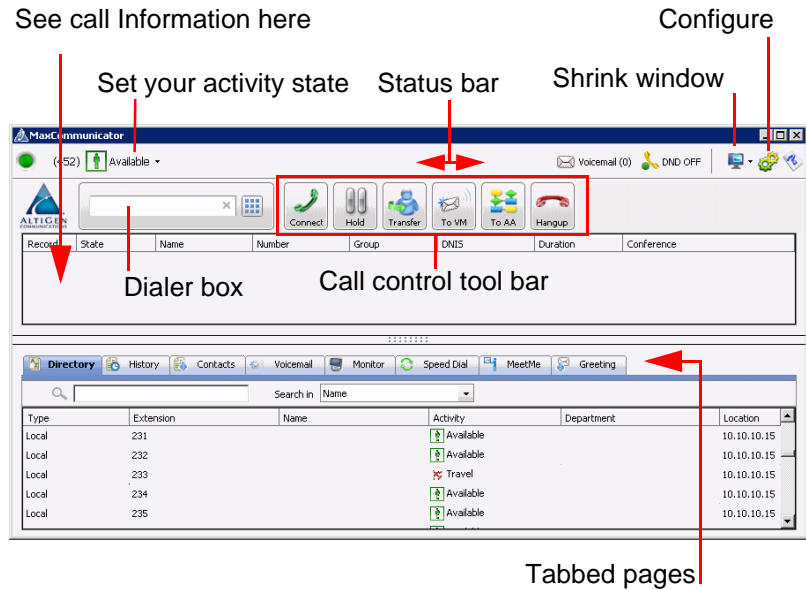 See call Information here
Configure
Set your activity state
Status bar
Shrink window
MaxCommunicator
(452) Available
Voicemail (0)
DND OFF
ALTIGEN
COMMUNICATIONS
Connect
Hold
Transfer
To VM
To AA
Hangup
Record State Name Number Group DNIS Duration Conference
Dialer box
Call control tool bar
Directory History Contacts Voicemail Monitor Speed Dial MeetMe Greeting
Search in Name
Type Extension Name Activity Department Location
Local 231 Available 10.10.10.15
Local 232 Available 10.10.10.15
Local 233 Travel 10.10.10.15
Local 234 Available 10.10.10.15
Local 235 Available 10.10.10.15
Tabbed pages